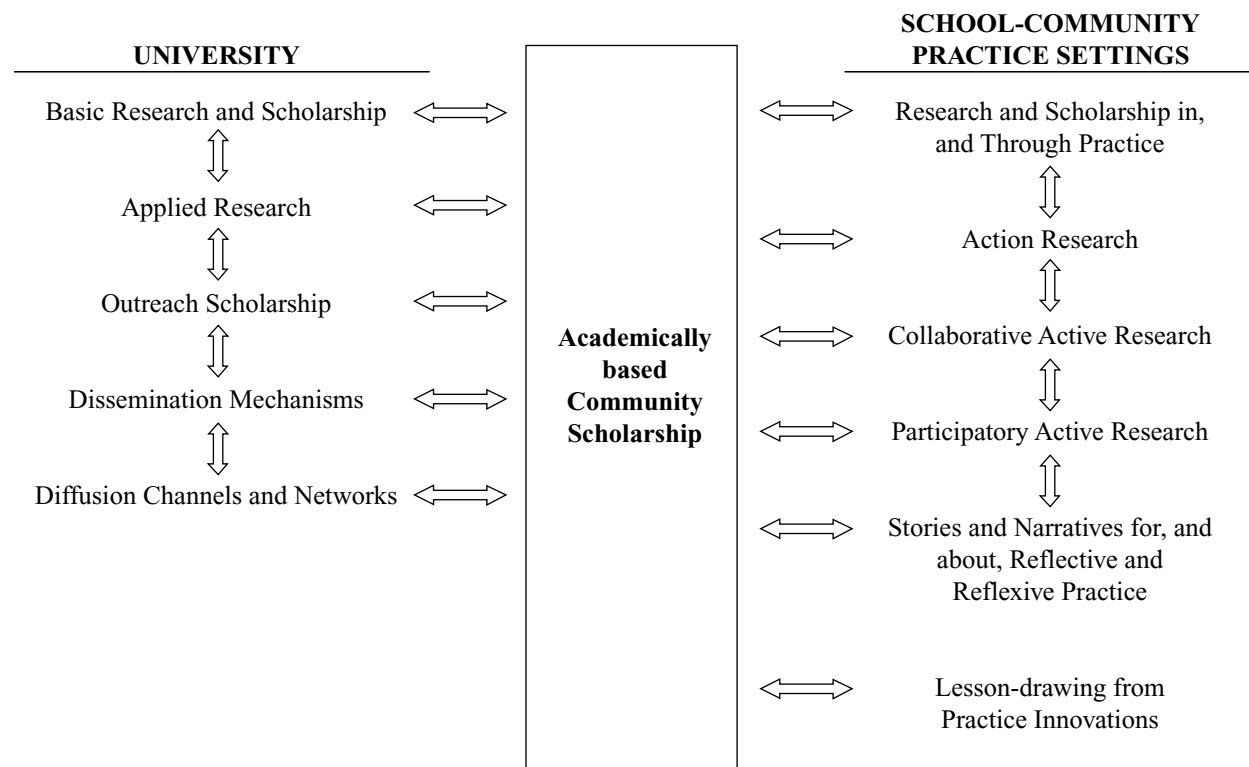 UNIVERSITY
Basic Research and Scholarship
Applied Research
Outreach Scholarship
Dissemination Mechanisms
Diffusion Channels and Networks
Academically
based
Community
Scholarship
SCHOOL-COMMUNITY
PRACTICE SETTINGS
Research and Scholarship in,
and Through Practice
Action Research
Collaborative Active Research
Participatory Active Research
Stories and Narratives for, and
about, Reflective and
Reflexive Practice
Lesson-drawing from
Practice Innovations